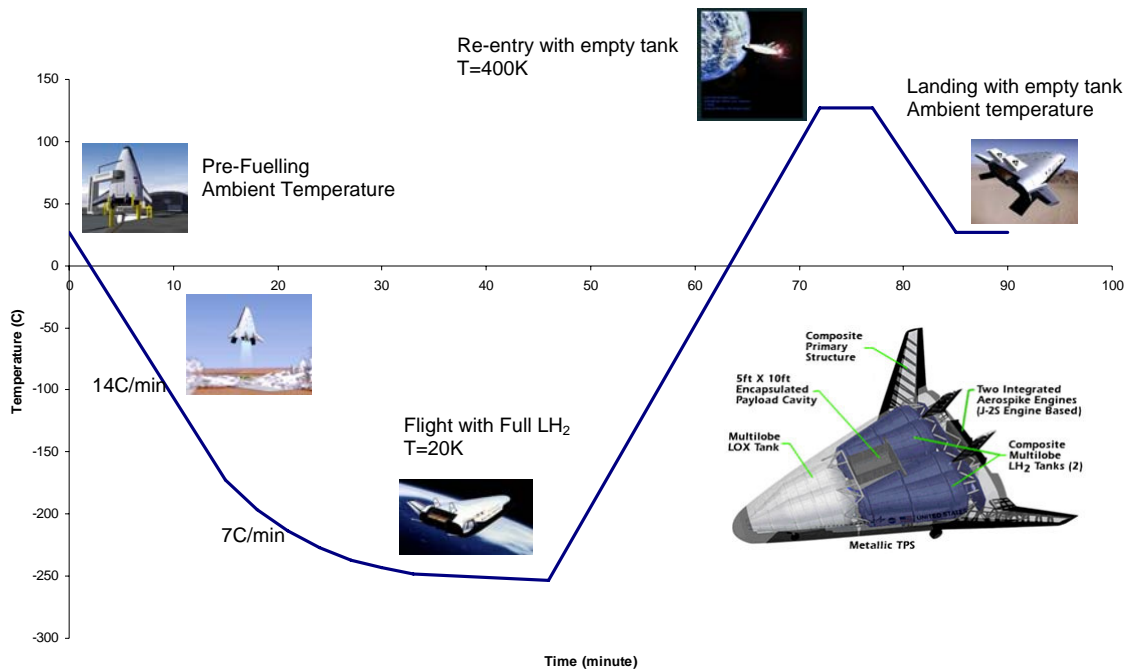 Re-entry with empty tank
T=400K
Landing with empty tank
Ambient temperature
Pre-Fuelling
Ambient Temperature
14C/min
7C/min
Flight with Full LH2
T=20K
150
100
50
0
-50
-100
-150
-200
-250
-300
0
10
20
30
40
50
60
70
80
90
100
Temperature (C)
Time (minute)
Composite
Primary
Structure
5ft X 10ft
Encapsulated
Payload Cavity
Multilobe
LOX Tank
Two Integrated
Aerospike Engines
(J-2S Engine Based)
Composite
Multilobe
LH2 Tanks (2)
UNITED STATES
Metallic TPS